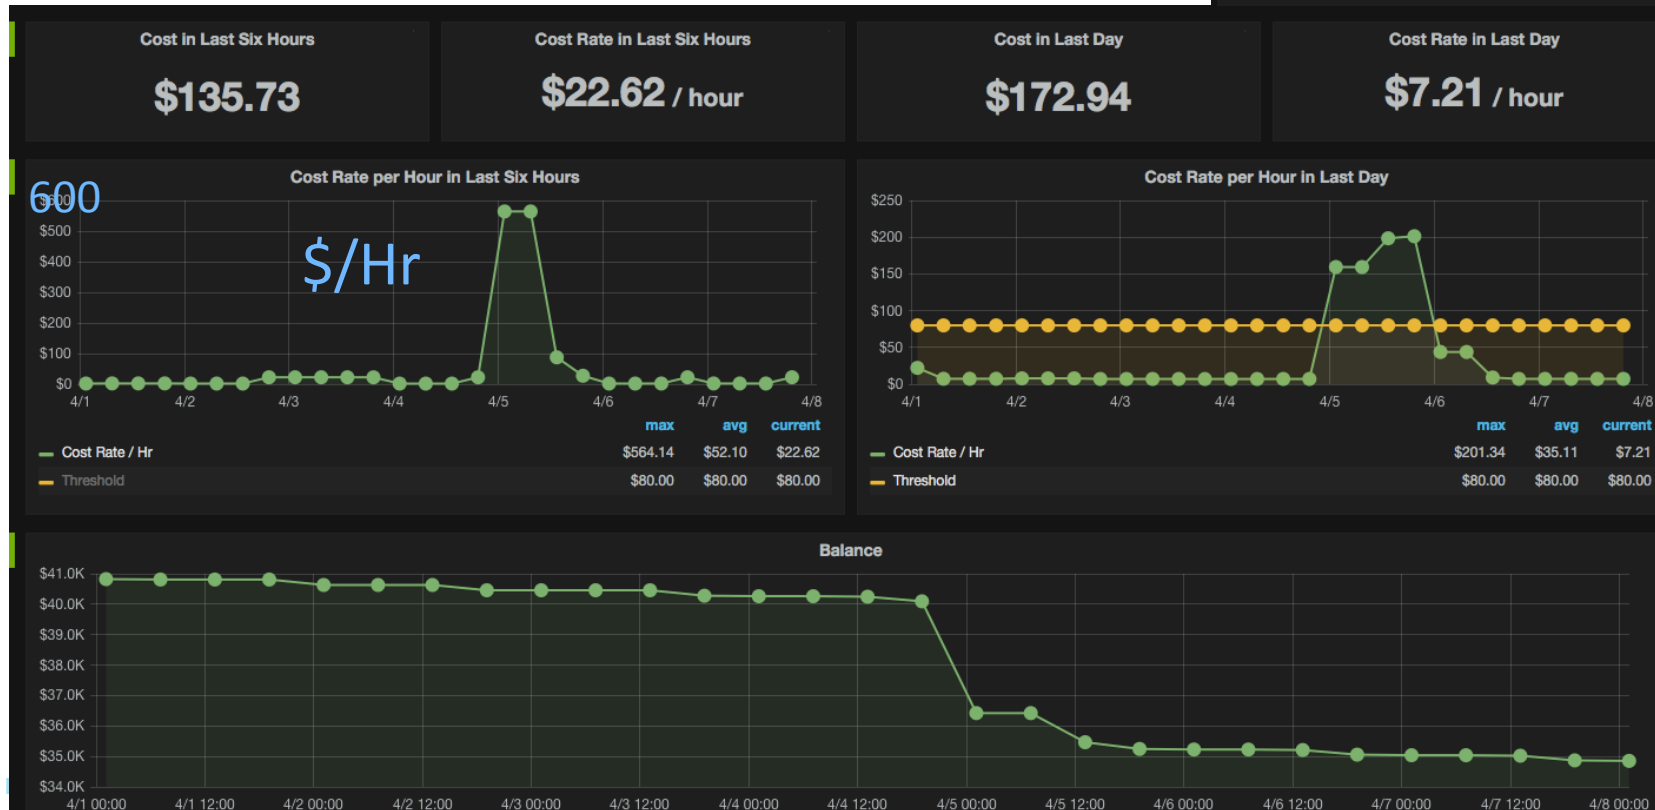 Cost in Last Six Hours
$135.73
Cost Rate in Last Six Hours
$22.62 / hour
Cost in Last Day
$172.94
Cost Rate in Last Day
$7.21 / hour
Cost Rate per Hour in Last Six Hours
600
$/Hr
$600
$500
$400
$300
$200
$100
$0
4/1 4/2 4/3 4/4 4/5 4/6 4/7 4/8
max avg current
Cost Rate / Hr $564.14 $52.10 $22.62
Threshold $80.00 $80.00 $80.00
Cost Rate per Hour in Last Day
$250
$200
$150
$100
$50
$0
4/1 4/2 4/3 4/4 4/5 4/6 4/7 4/8
max avg current
Cost Rate / Hr $201.34 $35.11 $7.21
Threshold $80.00 $80.00 $80.00
Balance
$41.0K
$40.0K
$39.0K
$38.0K
$37.0K
$36.0K
$35.0K
$34.0K
4/1 00:00 4/1 12:00 4/2 00:00 4/2 12:00 4/3 00:00 4/3 12:00 4/4 00:00 4/4 12:00 4/5 00:00 4/5 12:00 4/6 00:00 4/6 12:00 4/7 00:00 4/7 12:00 4/8 00:00